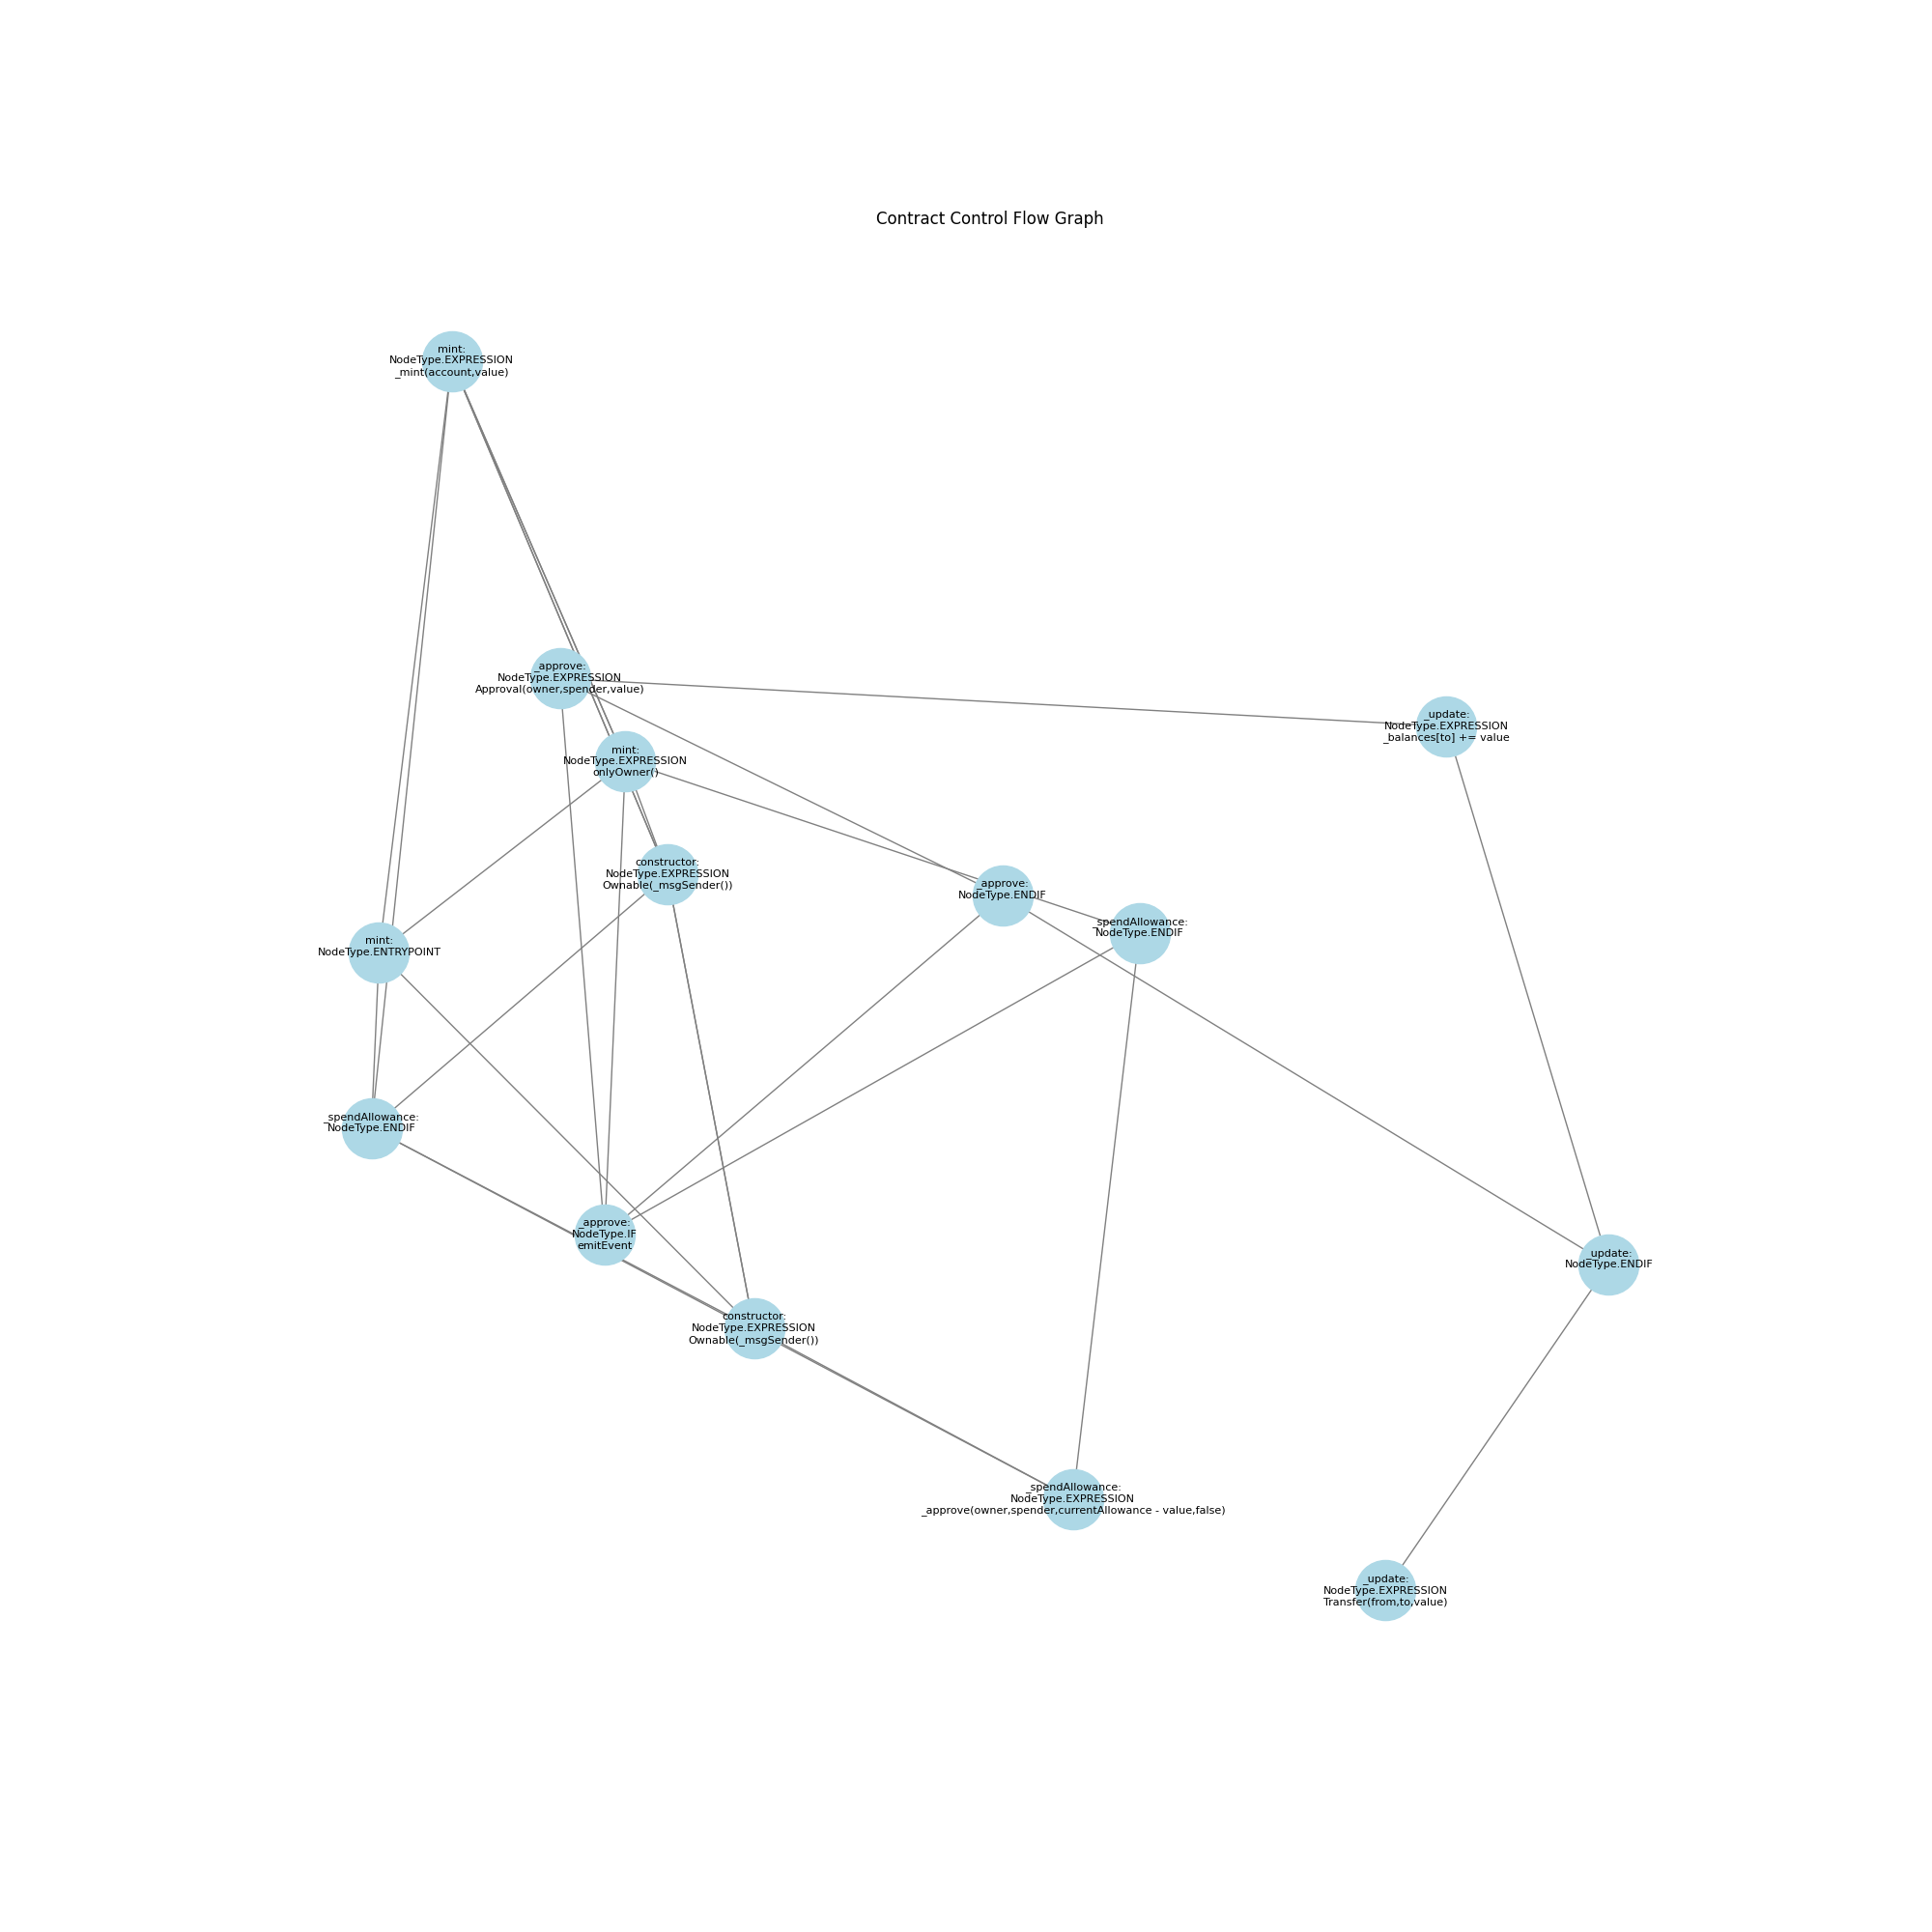 Contract Control Flow Graph
mint:
NodeType.EXPRESSION
_mint(account,value)
_approve:
NodeType.EXPRESSION
Approval(owner,spender,value)
_update:
NodeType.EXPRESSION
_balances[to] += value
mint:
NodeType.EXPRESSION
onlyOwner()
constructor:
NodeType.EXPRESSION
Ownable(_msgSender())
_approve:
NodeType.ENDIF
_spendAllowance:
NodeType.ENDIF
mint:
NodeType.ENTRYPOINT
_spendAllowance:
NodeType.ENDIF
_approve:
NodeType.IF
emitEvent
_update:
NodeType.ENDIF
constructor:
NodeType.EXPRESSION
Ownable(_msgSender())
_spendAllowance:
NodeType.EXPRESSION
_approve(owner,spender,currentAllowance - value,false)
_update:
NodeType.EXPRESSION
Transfer(from,to,value)